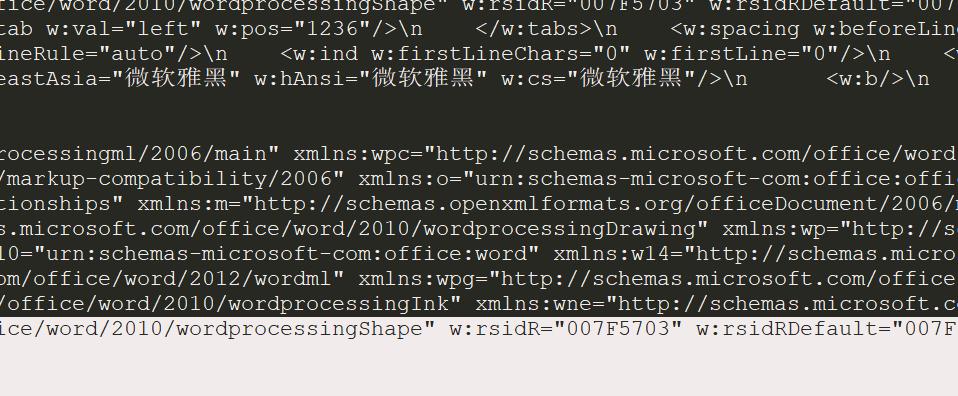 fice/word/2010/wordprocessingShape" w:rsidR="007F5703" w:rsidRDefault="007
tab w:val="left" w:pos="1236"/>\n    </w:tabs>\n    <w:spacing w:beforeLin
ineRule="auto"/>\n    <w:ind w:firstLineChars="0" w:firstLine="0"/>\n    <
eastAsia="微软雅黑" w:hAnsi="微软雅黑" w:cs="微软雅黑"/>\n      <w:b/>\n
rocessingml/2006/main" xmlns:wpc="http://schemas.microsoft.com/office/word
/markup-compatibility/2006" xmlns:o="urn:schemas-microsoft-com:office:offi
tionships" xmlns:m="http://schemas.openxmlformats.org/officeDocument/2006/
s.microsoft.com/office/word/2010/wordprocessingDrawing" xmlns:wp="http://s
10="urn:schemas-microsoft-com:office:word" xmlns:w14="http://schemas.micro
om/office/word/2012/wordml" xmlns:wpg="http://schemas.microsoft.com/office
/office/word/2010/wordprocessingInk" xmlns:wne="http://schemas.microsoft.c
ice/word/2010/wordprocessingShape" w:rsidR="007F5703" w:rsidRDefault="007F